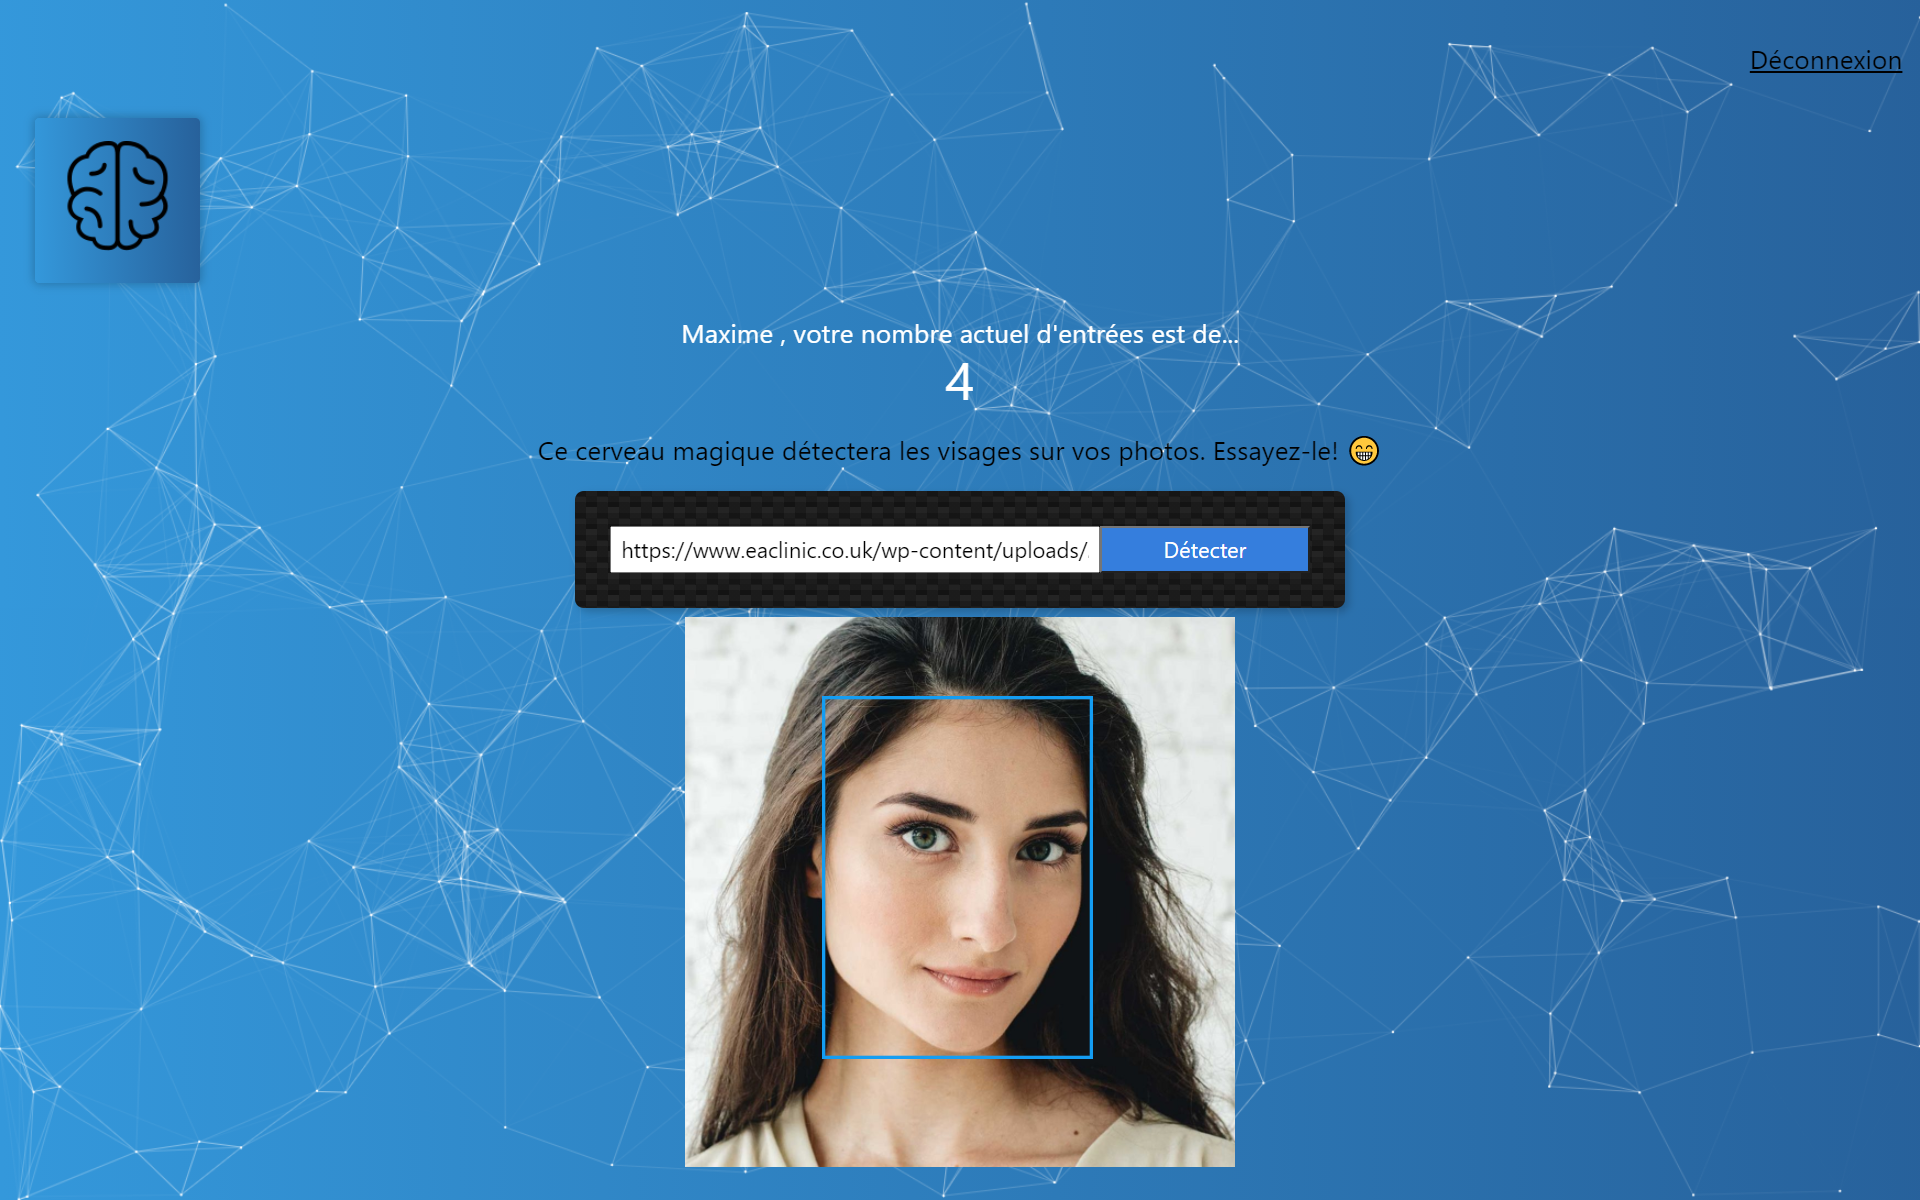 Déconnexion
Maxime , votre nombre actuel d'entrées est de...
4
Ce cerveau magique détectera les visages sur vos photos. Essayez-le! 😁
https://www.eaclinic.co.uk/wp-content/uploads/
Détecter